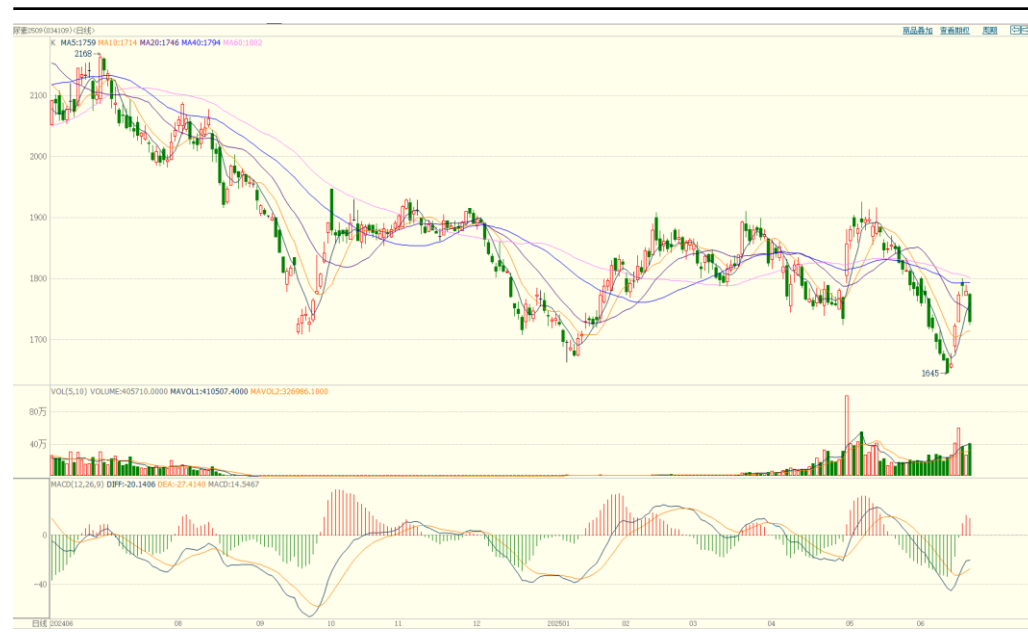 尿素2509(034109)<日线> 商品叠加 查看期权 周期
K MA5:1759 MA10:1714 MA20:1746 MA40:1794 MA60:1802
2168
2100
2000
1900
1800
1700
1645
VOL(5,10) VOLUME:405710.0000 MAVOL1:410507.4000 MAVOL2:326986.1000
80万
40万
MACD(12,26,9) DIFF:-20.1406 DEA:-27.4140 MACD:14.5467
0
-40
日线 202406 08 09 10 11 12 202501 02 03 04 05 06